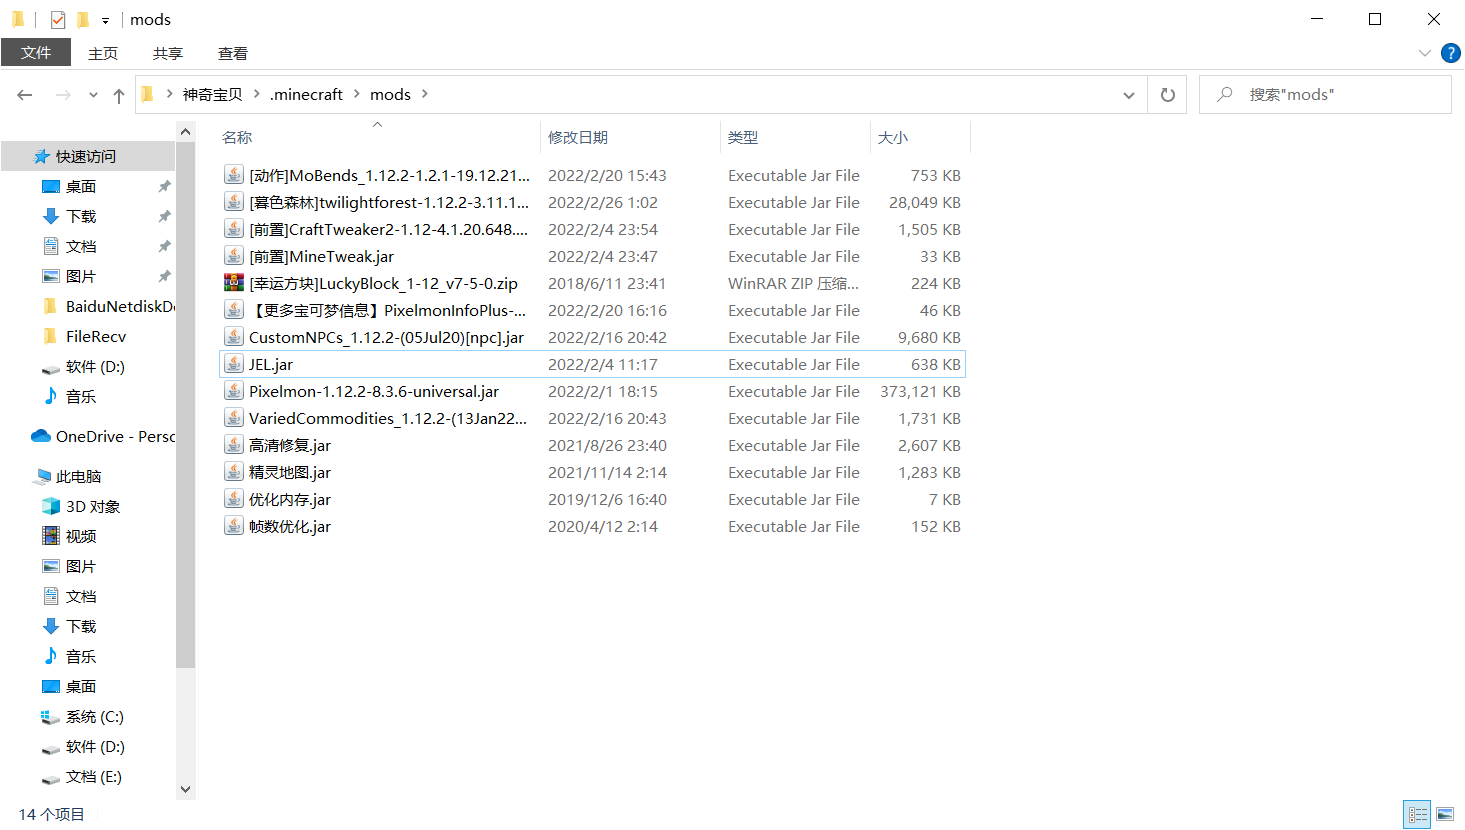 mods
文件 主页 共享 查看
神奇宝贝 .minecraft mods
搜索"mods"
名称 修改日期 类型 大小
[动作]MoBends_1.12.2-1.2.1-19.12.21... 2022/2/20 15:43 Executable Jar File 753 KB
[暮色森林]twilightforest-1.12.2-3.11.1... 2022/2/26 1:02 Executable Jar File 28,049 KB
[前置]CraftTweaker2-1.12-4.1.20.648.... 2022/2/4 23:54 Executable Jar File 1,505 KB
[前置]MineTweak.jar 2022/2/4 23:47 Executable Jar File 33 KB
[幸运方块]LuckyBlock_1-12_v7-5-0.zip 2018/6/11 23:41 WinRAR ZIP 压缩... 224 KB
【更多宝可梦信息】PixelmonInfoPlus-... 2022/2/20 16:16 Executable Jar File 46 KB
CustomNPCs_1.12.2-(05Jul20)[npc].jar 2022/2/16 20:42 Executable Jar File 9,680 KB
JEL.jar 2022/2/4 11:17 Executable Jar File 638 KB
Pixelmon-1.12.2-8.3.6-universal.jar 2022/2/1 18:15 Executable Jar File 373,121 KB
VariedCommodities_1.12.2-(13Jan22... 2022/2/16 20:43 Executable Jar File 1,731 KB
高清修复.jar 2021/8/26 23:40 Executable Jar File 2,607 KB
精灵地图.jar 2021/11/14 2:14 Executable Jar File 1,283 KB
优化内存.jar 2019/12/6 16:40 Executable Jar File 7 KB
帧数优化.jar 2020/4/12 2:14 Executable Jar File 152 KB
快速访问
桌面
下载
文档
图片
BaiduNetdiskD
FileRecv
软件 (D:)
音乐
OneDrive - Perso
此电脑
3D 对象
视频
图片
文档
下载
音乐
桌面
系统 (C:)
软件 (D:)
文档 (E:)
14 个项目